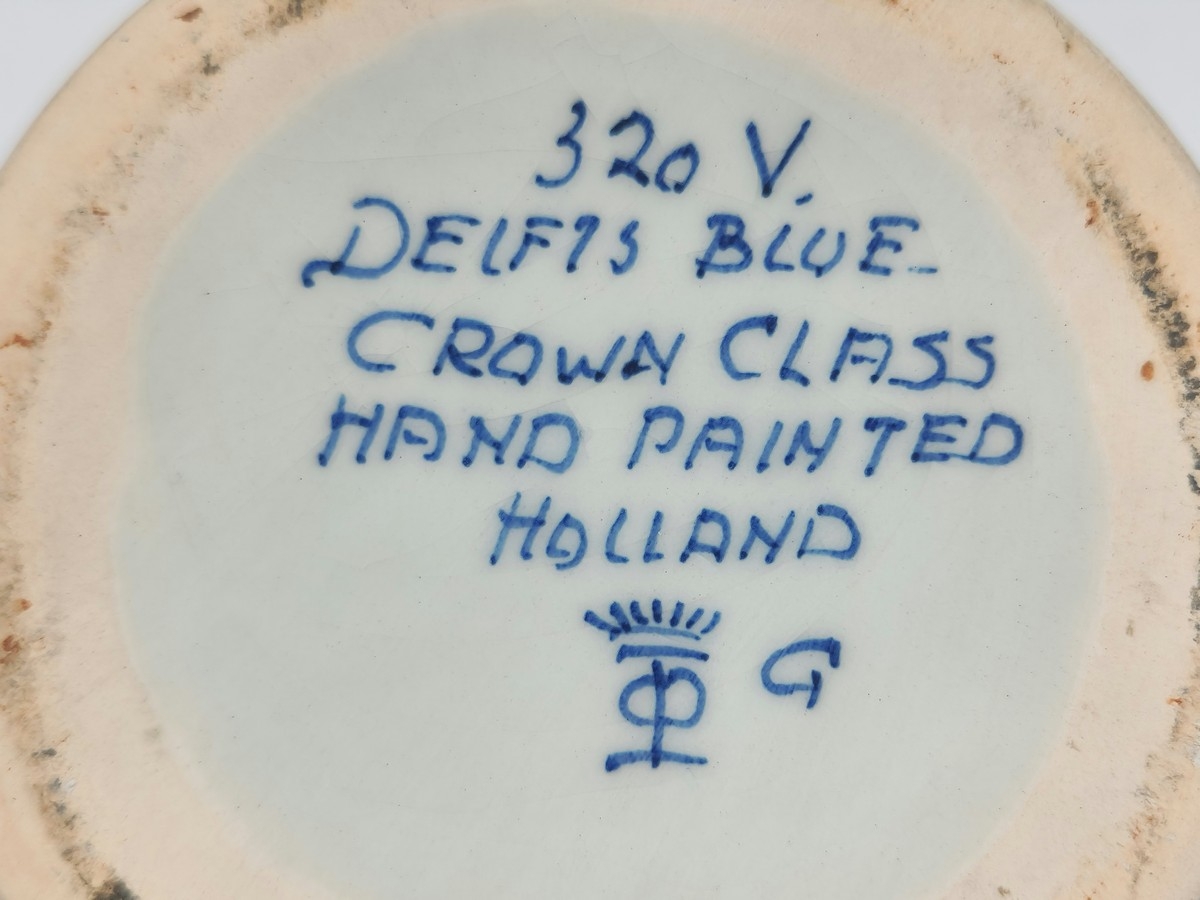 320 V.
DELFTS BLUE-
CROWN CLASS
HAND PAINTED
HOLLAND
G